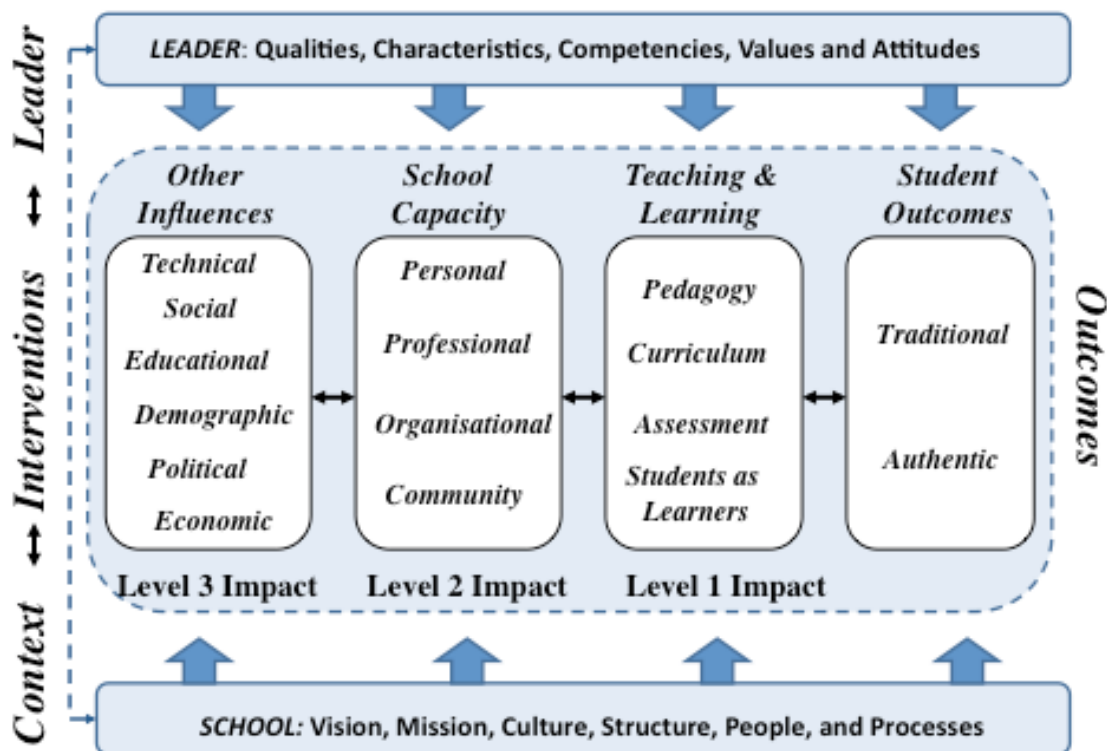 LEADER: Qualities, Characteristics, Competencies, Values and Attitudes
Leader
Interventions
Context
Other
Influences
Technical
Social
Educational
Demographic
Political
Economic
Level 3 Impact
School
Capacity
Personal
Professional
Organisational
Community
Level 2 Impact
Teaching &
Learning
Pedagogy
Curriculum
Assessment
Students as
Learners
Level 1 Impact
Student
Outcomes
Traditional
Authentic
Outcomes
SCHOOL: Vision, Mission, Culture, Structure, People, and Processes